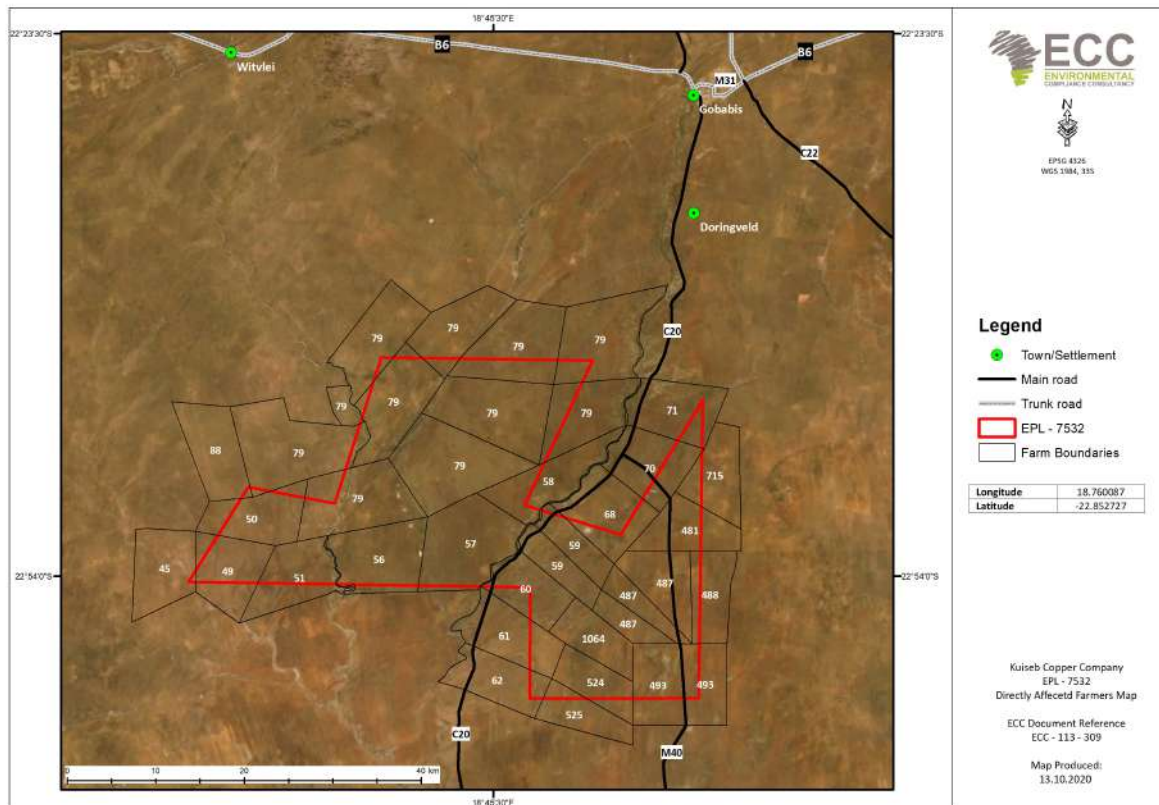 18°45'30"E
22°23'30"S
22°23'30"S
B6
B6
Witvlei
M31
Gobabis
C22
Doringveld
C20
79
79
79
79
79
79
79
79
71
88
79
79
70
715
58
79
50
68
481
59
57
56
59
45
49
51
487
60
487
488
487
61
1064
62
524
493
493
525
C20
M40
22°54'0"S
22°54'0"S
0
10
20
40 km
18°45'30"E
ECC
ENVIRONMENTAL
COMPLIANCE CONSULTANCY
N
EPSG 4326
WGS 1984, 33S
Legend
Town/Settlement
Main road
Trunk road
EPL - 7532
Farm Boundaries
Longitude 18.760087
Latitude -22.852727
Kuiseb Copper Company
EPL - 7532
Directly Affecetd Farmers Map
ECC Document Reference
ECC - 113 - 309
Map Produced:
13.10.2020